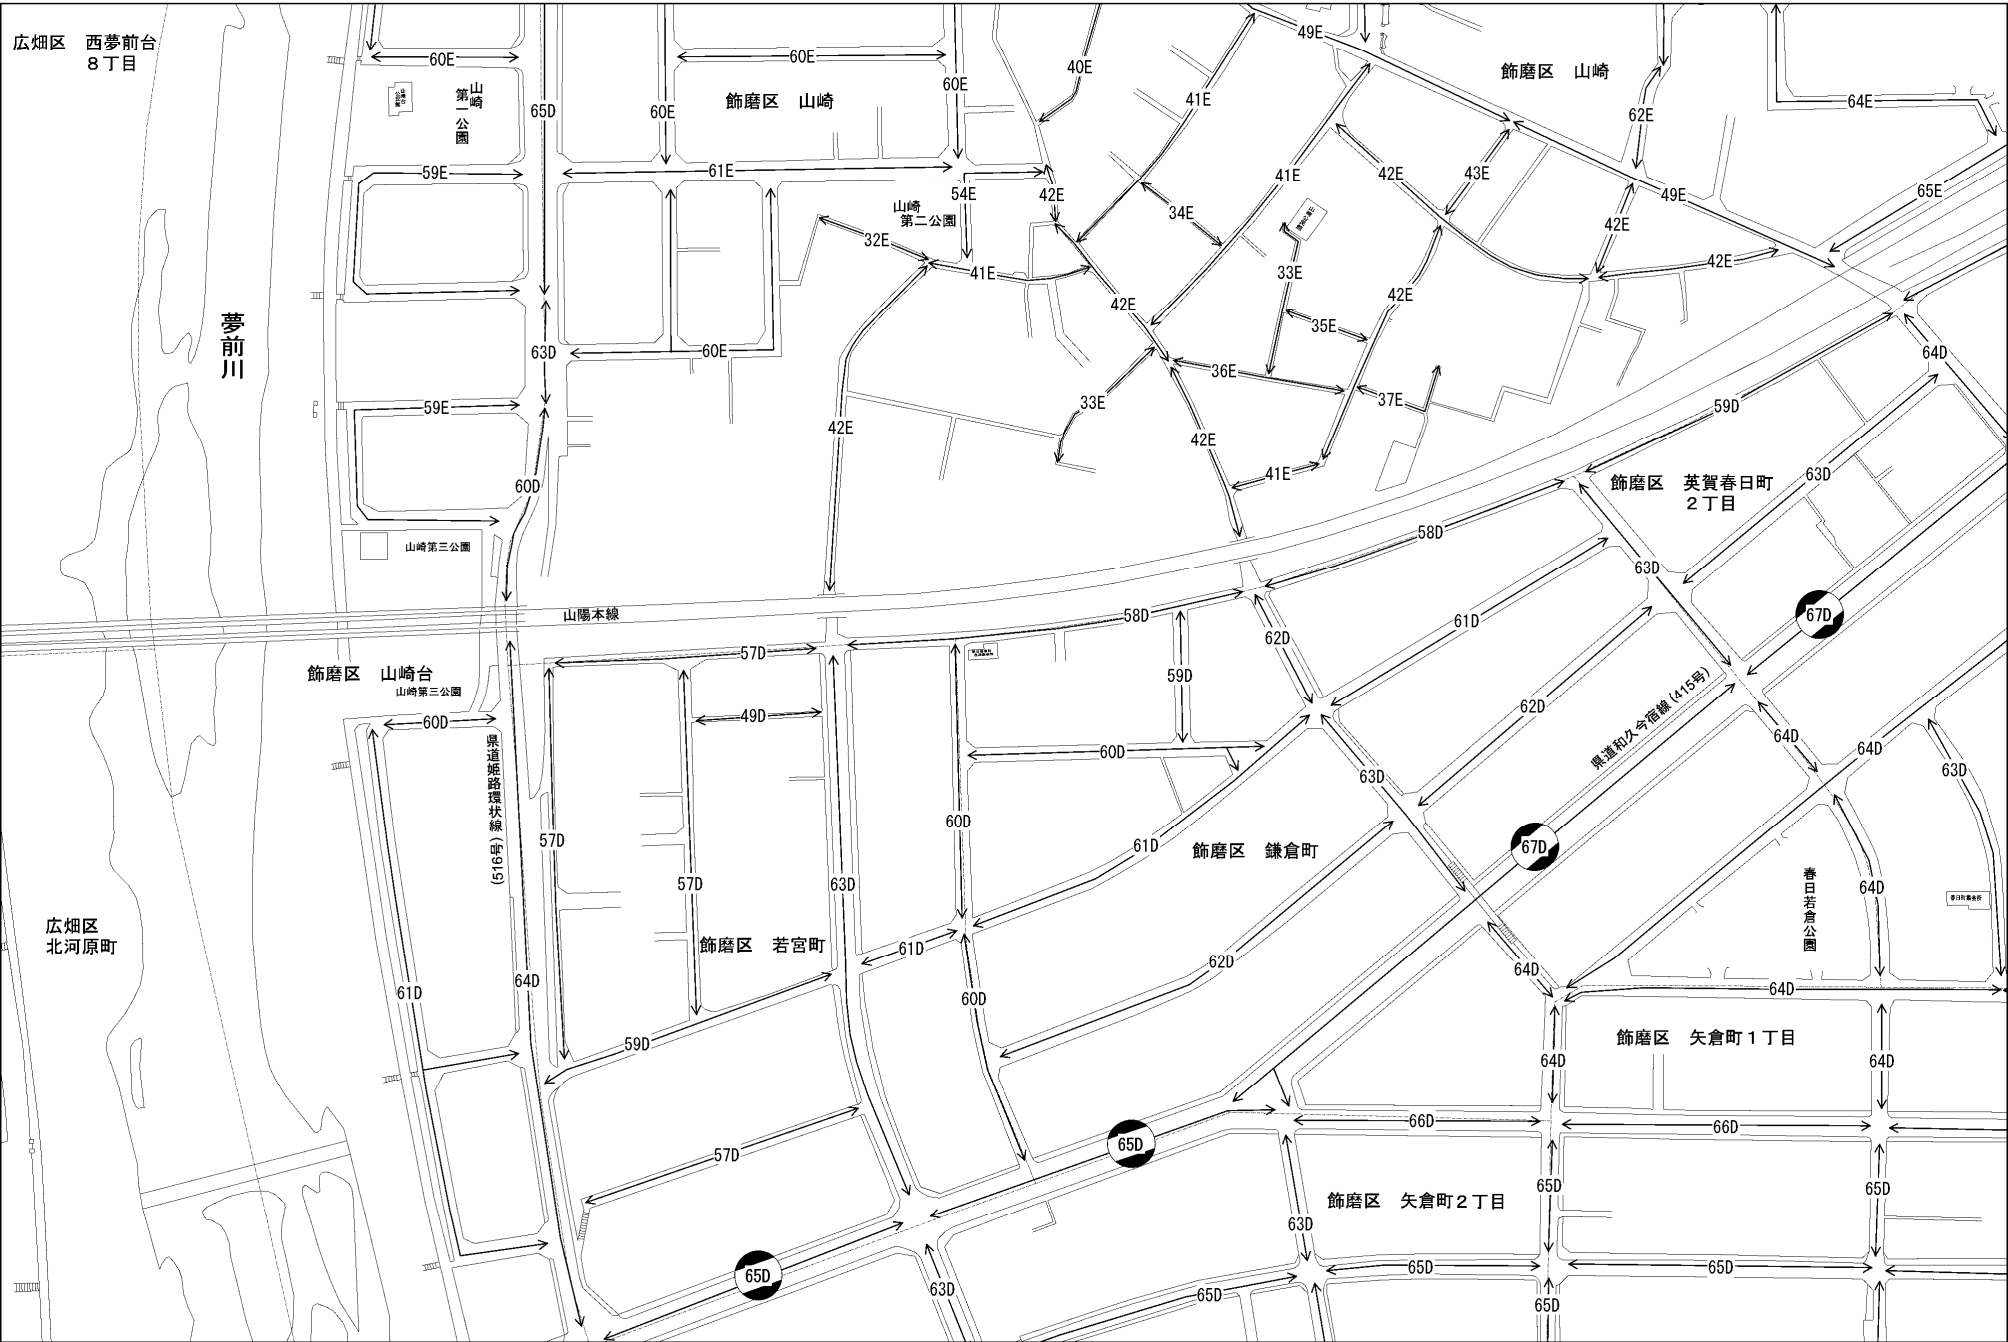 広畑区 西夢前台
8丁目
49E
60E
60E
40E
飾磨区 山崎
64E
山崎
第一公園
60E
41E
飾磨区 山崎
65D
60E
62E
59E
61E
42E
41E
42E
43E
65E
54E
49E
34E
山崎
第二公園
42E
32E
42E
41E
33E
42E
42E
夢前川
35E
63D
60E
64D
36E
59E
33E
37E
59D
42E
42E
41E
63D
60D
飾磨区 英賀春日町
2丁目
58D
山崎第三公園
63D
山陽本線
58D
67D
61D
62D
57D
飾磨区 山崎台
59D
山崎第三公園
60D
49D
62D
県道和久今宿線(415号)
県道姫路環状線
(516号)
60D
64D
64D
63D
63D
57D
60D
61D
飾磨区 鎌倉町
67D
57D
63D
64D
春日若倉公園
春日町集会所
広畑区
北河原町
飾磨区 若宮町
61D
62D
64D
61D
64D
60D
64D
59D
飾磨区 矢倉町1丁目
64D
64D
66D
66D
65D
57D
65D
65D
飾磨区 矢倉町2丁目
63D
65D
65D
65D
63D
65D
65D